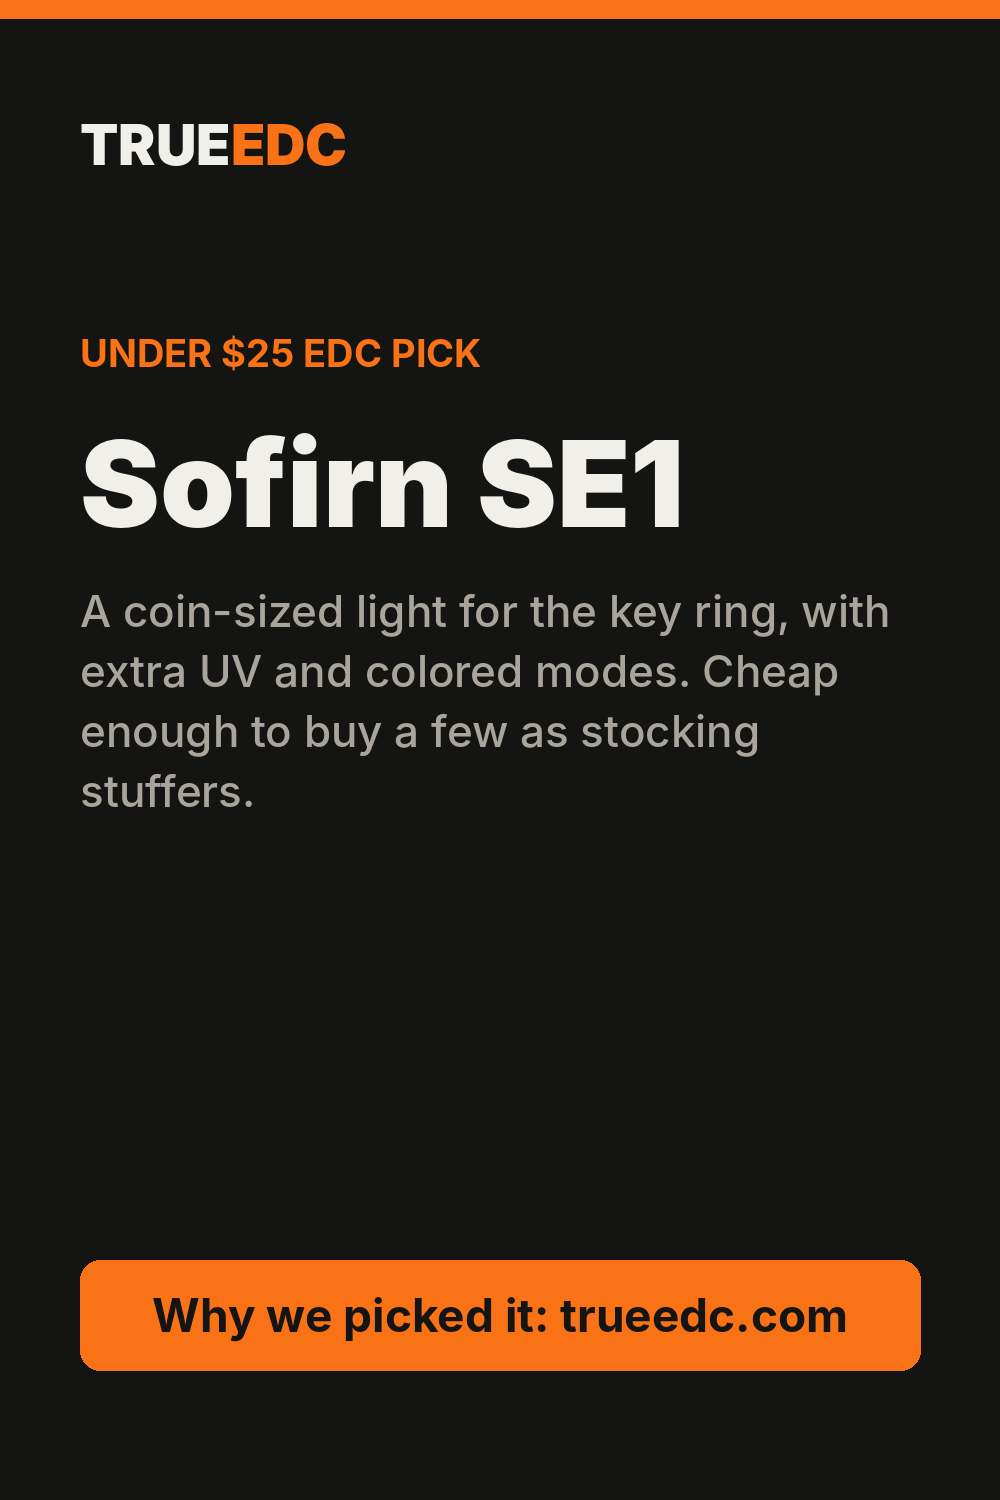 TRUEEDC
UNDER $25 EDC PICK
Sofirn SE1
A coin-sized light for the key ring, with
extra UV and colored modes. Cheap
enough to buy a few as stocking
stuffers.
Why we picked it: trueedc.com